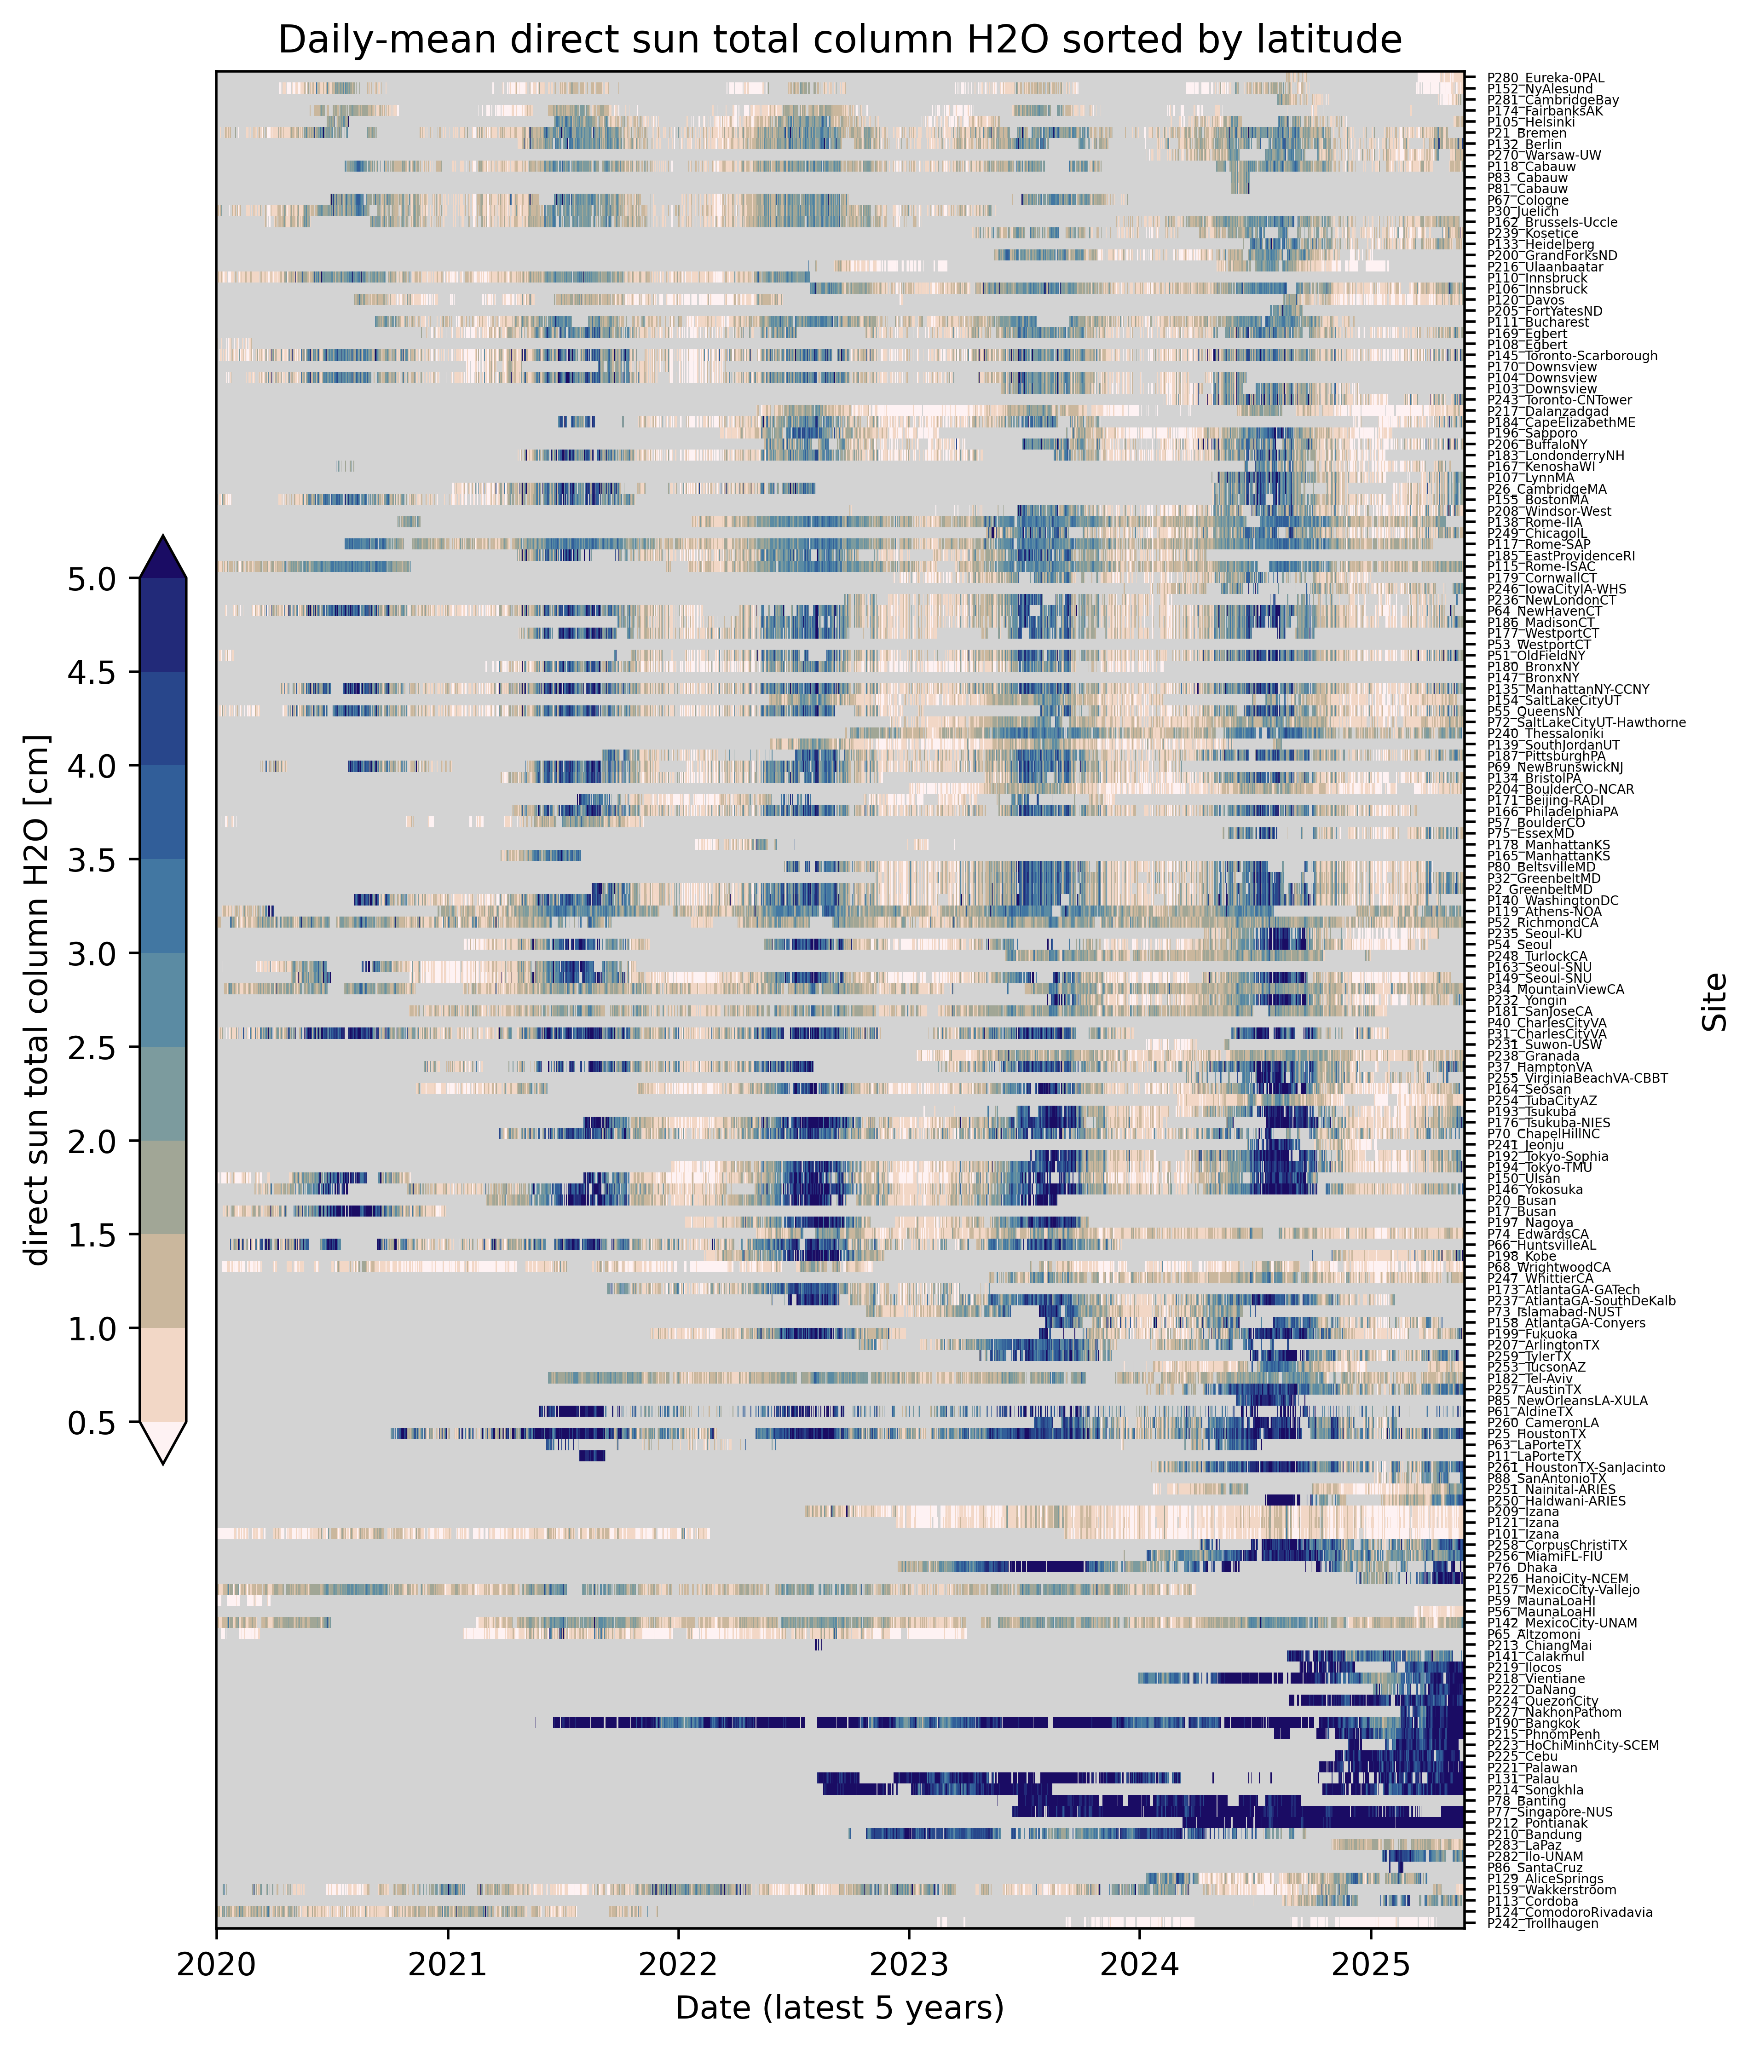 Daily-mean direct sun total column H2O sorted by latitude
P280_Eureka-0PAL
P152_NyAlesund
P281_CambridgeBay
P174_FairbanksAK
P105_Helsinki
P21_Bremen
P132_Berlin
P270_Warsaw-UW
P118_Cabauw
P83_Cabauw
P81_Cabauw
P67_Cologne
P30_Juelich
P162_Brussels-Uccle
P239_Kosetice
P133_Heidelberg
P200_GrandForksND
P216_Ulaanbaatar
P110_Innsbruck
P106_Innsbruck
P120_Davos
P205_FortYatesND
P111_Bucharest
P169_Egbert
P108_Egbert
P145_Toronto-Scarborough
P170_Downsview
P104_Downsview
P103_Downsview
P243_Toronto-CNTower
P217_Dalanzadgad
P184_CapeElizabethME
P196_Sapporo
P206_BuffaloNY
P183_LondonderryNH
P167_KenoshaWI
P107_LynnMA
P26_CambridgeMA
P155_BostonMA
P208_Windsor-West
P138_Rome-IIA
P249_ChicagoIL
P117_Rome-SAP
P185_EastProvidenceRI
P115_Rome-ISAC
P179_CornwallCT
P246_IowaCityIA-WHS
P236_NewLondonCT
P64_NewHavenCT
P186_MadisonCT
P177_WestportCT
P53_WestportCT
P51_OldFieldNY
P180_BronxNY
P147_BronxNY
P135_ManhattanNY-CCNY
P154_SaltLakeCityUT
P55_QueensNY
P72_SaltLakeCityUT-Hawthorne
P240_Thessaloniki
P139_SouthJordanUT
P187_PittsburghPA
P69_NewBrunswickNJ
P134_BristolPA
P204_BoulderCO-NCAR
P171_Beijing-RADI
P166_PhiladelphiaPA
P57_BoulderCO
P75_EssexMD
P178_ManhattanKS
P165_ManhattanKS
P80_BeltsvilleMD
P32_GreenbeltMD
P2_GreenbeltMD
P140_WashingtonDC
P119_Athens-NOA
P52_RichmondCA
P235_Seoul-KU
P54_Seoul
P248_TurlockCA
P163_Seoul-SNU
P149_Seoul-SNU
P34_MountainViewCA
P232_Yongin
P181_SanJoseCA
P40_CharlesCityVA
P31_CharlesCityVA
P231_Suwon-USW
P238_Granada
P37_HamptonVA
P255_VirginiaBeachVA-CBBT
P164_Seosan
P254_TubaCityAZ
P193_Tsukuba
P176_Tsukuba-NIES
P70_ChapelHillNC
P241_Jeonju
P192_Tokyo-Sophia
P194_Tokyo-TMU
P150_Ulsan
P146_Yokosuka
P20_Busan
P17_Busan
P197_Nagoya
P74_EdwardsCA
P66_HuntsvilleAL
P198_Kobe
P68_WrightwoodCA
P247_WhittierCA
P173_AtlantaGA-GATech
P237_AtlantaGA-SouthDeKalb
P73_Islamabad-NUST
P158_AtlantaGA-Conyers
P199_Fukuoka
P207_ArlingtonTX
P259_TylerTX
P253_TucsonAZ
P182_Tel-Aviv
P257_AustinTX
P85_NewOrleansLA-XULA
P61_AldineTX
P260_CameronLA
P25_HoustonTX
P63_LaPorteTX
P11_LaPorteTX
P261_HoustonTX-SanJacinto
P88_SanAntonioTX
P251_Nainital-ARIES
P250_Haldwani-ARIES
P209_Izana
P121_Izana
P101_Izana
P258_CorpusChristiTX
P256_MiamiFL-FIU
P76_Dhaka
P226_HanoiCity-NCEM
P157_MexicoCity-Vallejo
P59_MaunaLoaHI
P56_MaunaLoaHI
P142_MexicoCity-UNAM
P65_Altzomoni
P213_ChiangMai
P141_Calakmul
P219_Ilocos
P218_Vientiane
P222_DaNang
P224_QuezonCity
P227_NakhonPathom
P190_Bangkok
P215_PhnomPenh
P223_HoChiMinhCity-SCEM
P225_Cebu
P221_Palawan
P131_Palau
P214_Songkhla
P78_Banting
P77_Singapore-NUS
P212_Pontianak
P210_Bandung
P283_LaPaz
P282_Ilo-UNAM
P86_SantaCruz
P129_AliceSprings
P159_Wakkerstroom
P113_Cordoba
P124_ComodoroRivadavia
P242_Trollhaugen
Site
direct sun total column H2O [cm]
5.0
4.5
4.0
3.5
3.0
2.5
2.0
1.5
1.0
0.5
2020 2021 2022 2023 2024 2025
Date (latest 5 years)